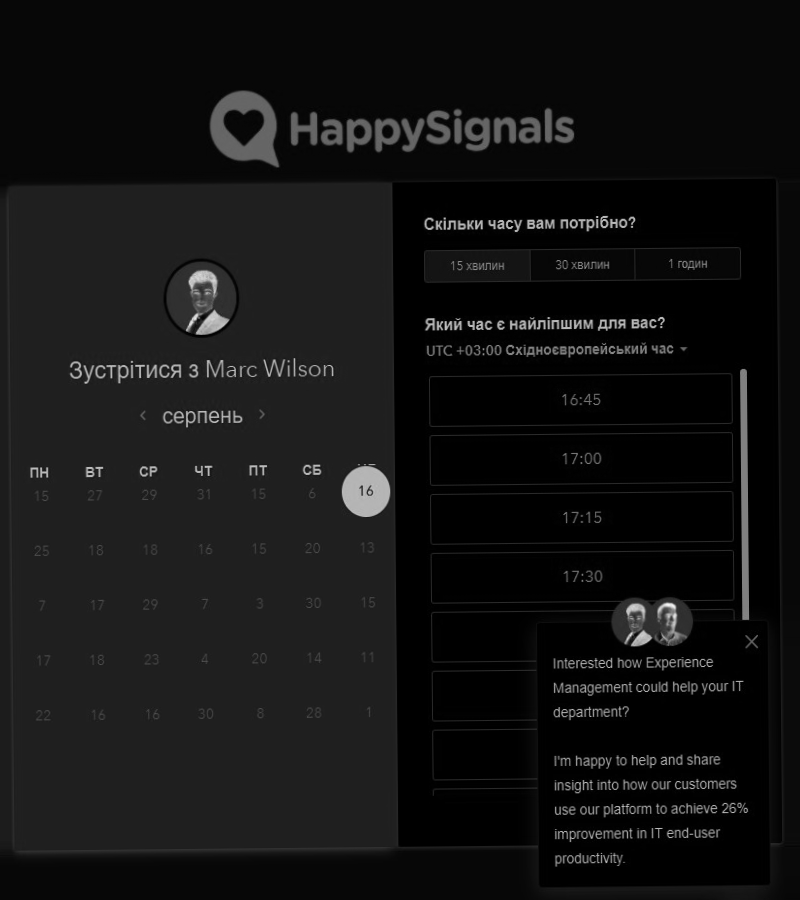 HappySignals
Зустрітися з Marc Wilson
серпень
ПН ВТ СР ЧТ ПТ СБ
15 27 29 31 15 6 16
25 18 18 16 15 20 13
7 17 29 7 3 30 15
17 18 23 4 20 14 11
22 16 16 30 8 28 1
Скільки часу вам потрібно?
15 хвилин 30 хвилин 1 годин
Який час є найліпшим для вас?
UTC +03:00 Східноєвропейський час
16:45
17:00
17:15
17:30
Interested how Experience
Management could help your IT
department?
I'm happy to help and share
insight into how our customers
use our platform to achieve 26%
improvement in IT end-user
productivity.